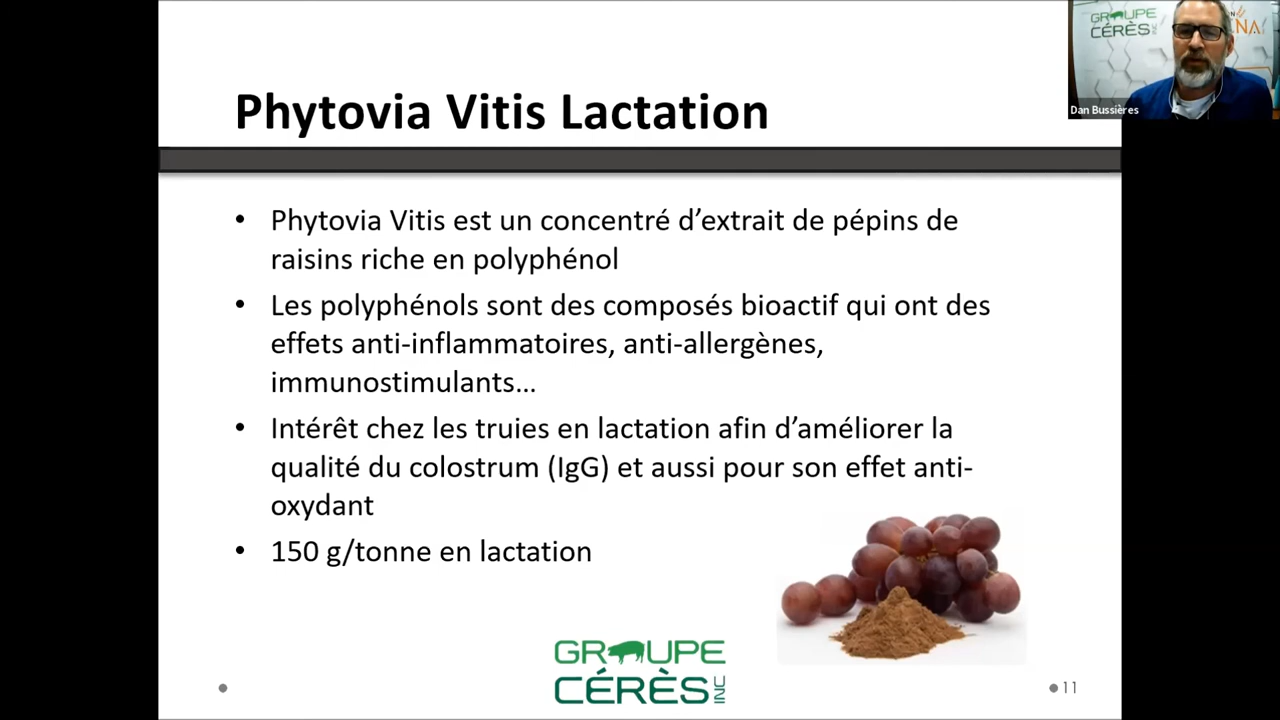 GROUPE
CÉRÈS INC
NA
Dan Bussières
Phytovia Vitis Lactation
• Phytovia Vitis est un concentré d’extrait de pépins de
raisins riche en polyphénol
• Les polyphénols sont des composés bioactif qui ont des
effets anti-inflammatoires, anti-allergènes,
immunostimulants…
• Intérêt chez les truies en lactation afin d’améliorer la
qualité du colostrum (IgG) et aussi pour son effet anti-
oxydant
• 150 g/tonne en lactation
GROUPE
CÉRÈS INC
11